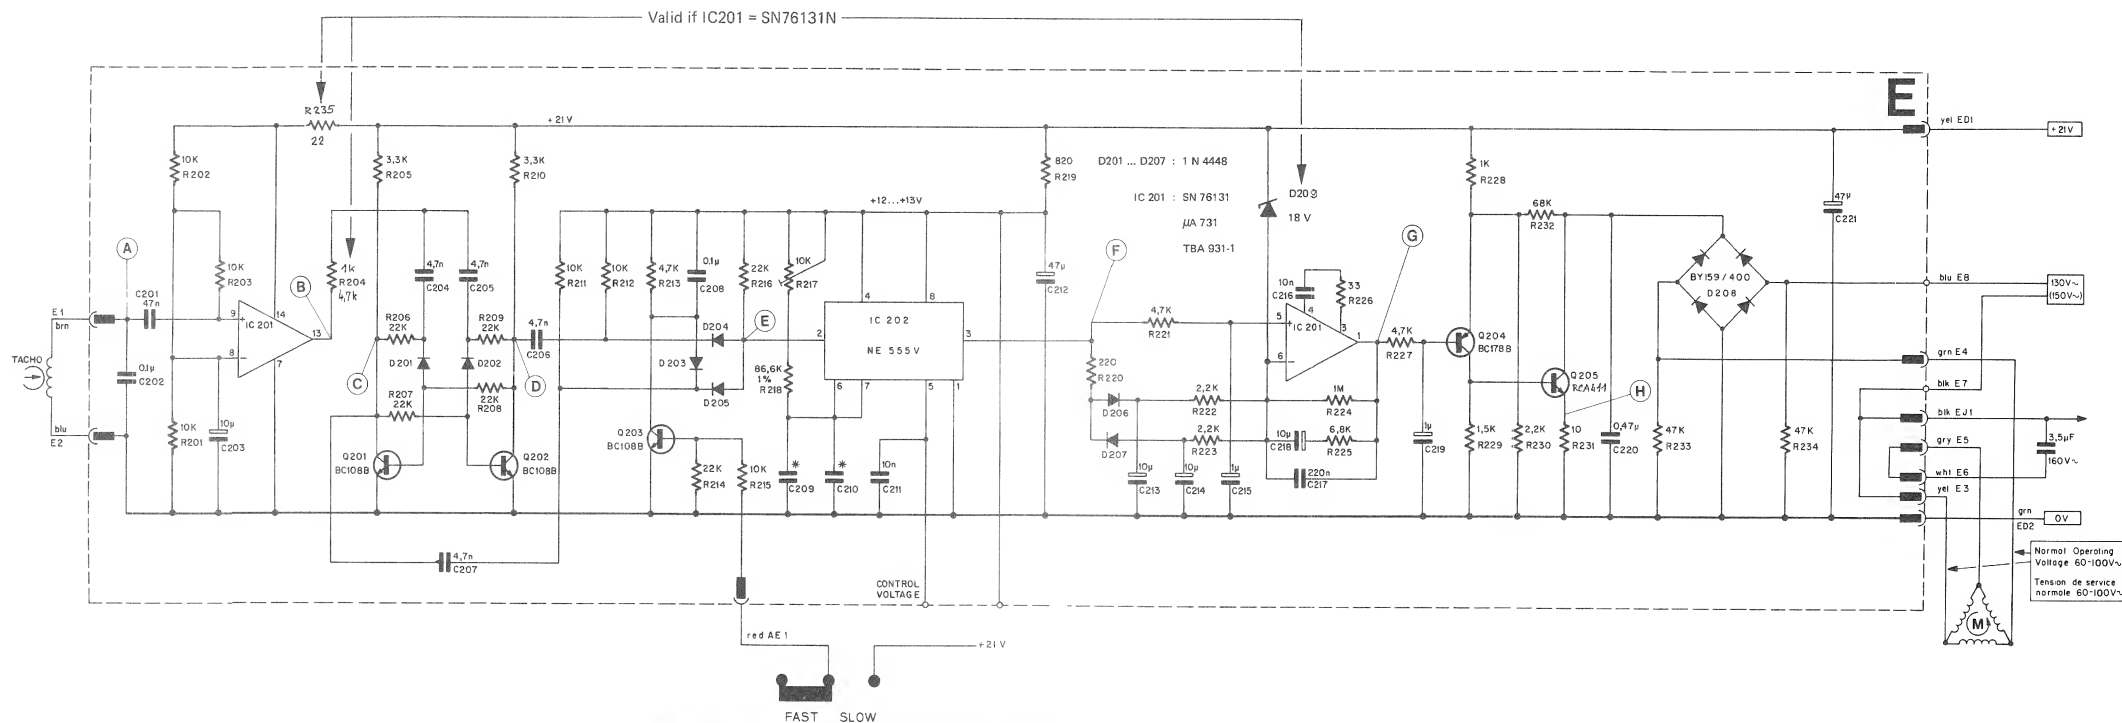 Valid if IC201 = SN76131N
E
R235
22
+21V
yel ED1
+21V
10K
R202
3,3K
R205
3,3K
R210
820
R219
D201 ... D207 : 1 N 4448
IC 201 : SN 76131
µA 731
TBA 931-1
D209
18 V
1K
R228
68K
R232
47µ
C221
+12...+13V
A
B
C
D
E
F
G
H
10K
R203
C201
47n
E1
brn
TACHO
blu
E2
0.1µ
C202
10K
R201
10µ
C203
9
8
IC 201
14
7
13
1k
R204
4,7k
4,7n
C204
4,7n
C205
R206
22K
R209
22K
D201
D202
R207
22K
22K
R208
Q201
BC108B
Q202
BC108B
4,7n
C206
4,7n
C207
10K
R211
10K
R212
4,7K
R213
0.1µ
C208
22K
R216
10K
R217
D204
D203
D205
86,6K
1%
R218
Q203
BC108B
22K
R214
10K
R215
*
C209
*
C210
10n
C211
4
8
IC 202
NE 555V
2
3
6
7
5
1
47µ
C212
CONTROL
VOLTAGE
red AE1
+21V
FAST SLOW
4,7K
R221
220
R220
D206
D207
2,2K
R222
2,2K
R223
10µ
C213
10µ
C214
1µ
C215
10n
C216
33
R226
5
IC 201
4
3
6
1
1M
R224
10µ
C218
6,8K
R225
220n
C217
4,7K
R227
1µ
C219
Q204
BC178B
Q205
RCA411
1,5K
R229
2,2K
R230
10
R231
0,47µ
C220
BY159/400
D208
47K
R233
47K
R234
blu E8
130V~
(150V~)
grn E4
blk E7
blk EJ1
gry E5
wht E6
yel E3
3,5µF
160V~
grn
ED2
0V
Normal Operating
Voltage 60-100V~
Tension de service
normale 60-100V~
M